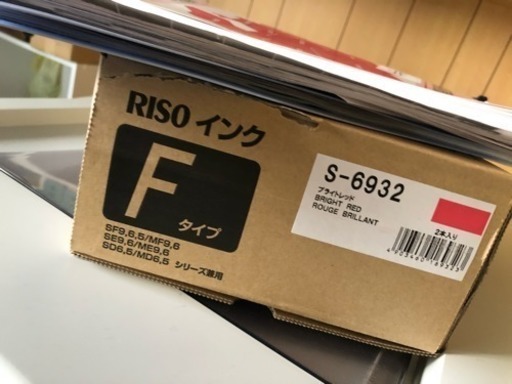 RISO インク
F
タイプ
SF9,6,5/MF9,6
SE9,6/ME9,6
SD6,5/MD6,5 シリーズ兼用
S-6932
ブライトレッド
BRIGHT RED
ROUGE BRILLANT
2本入り